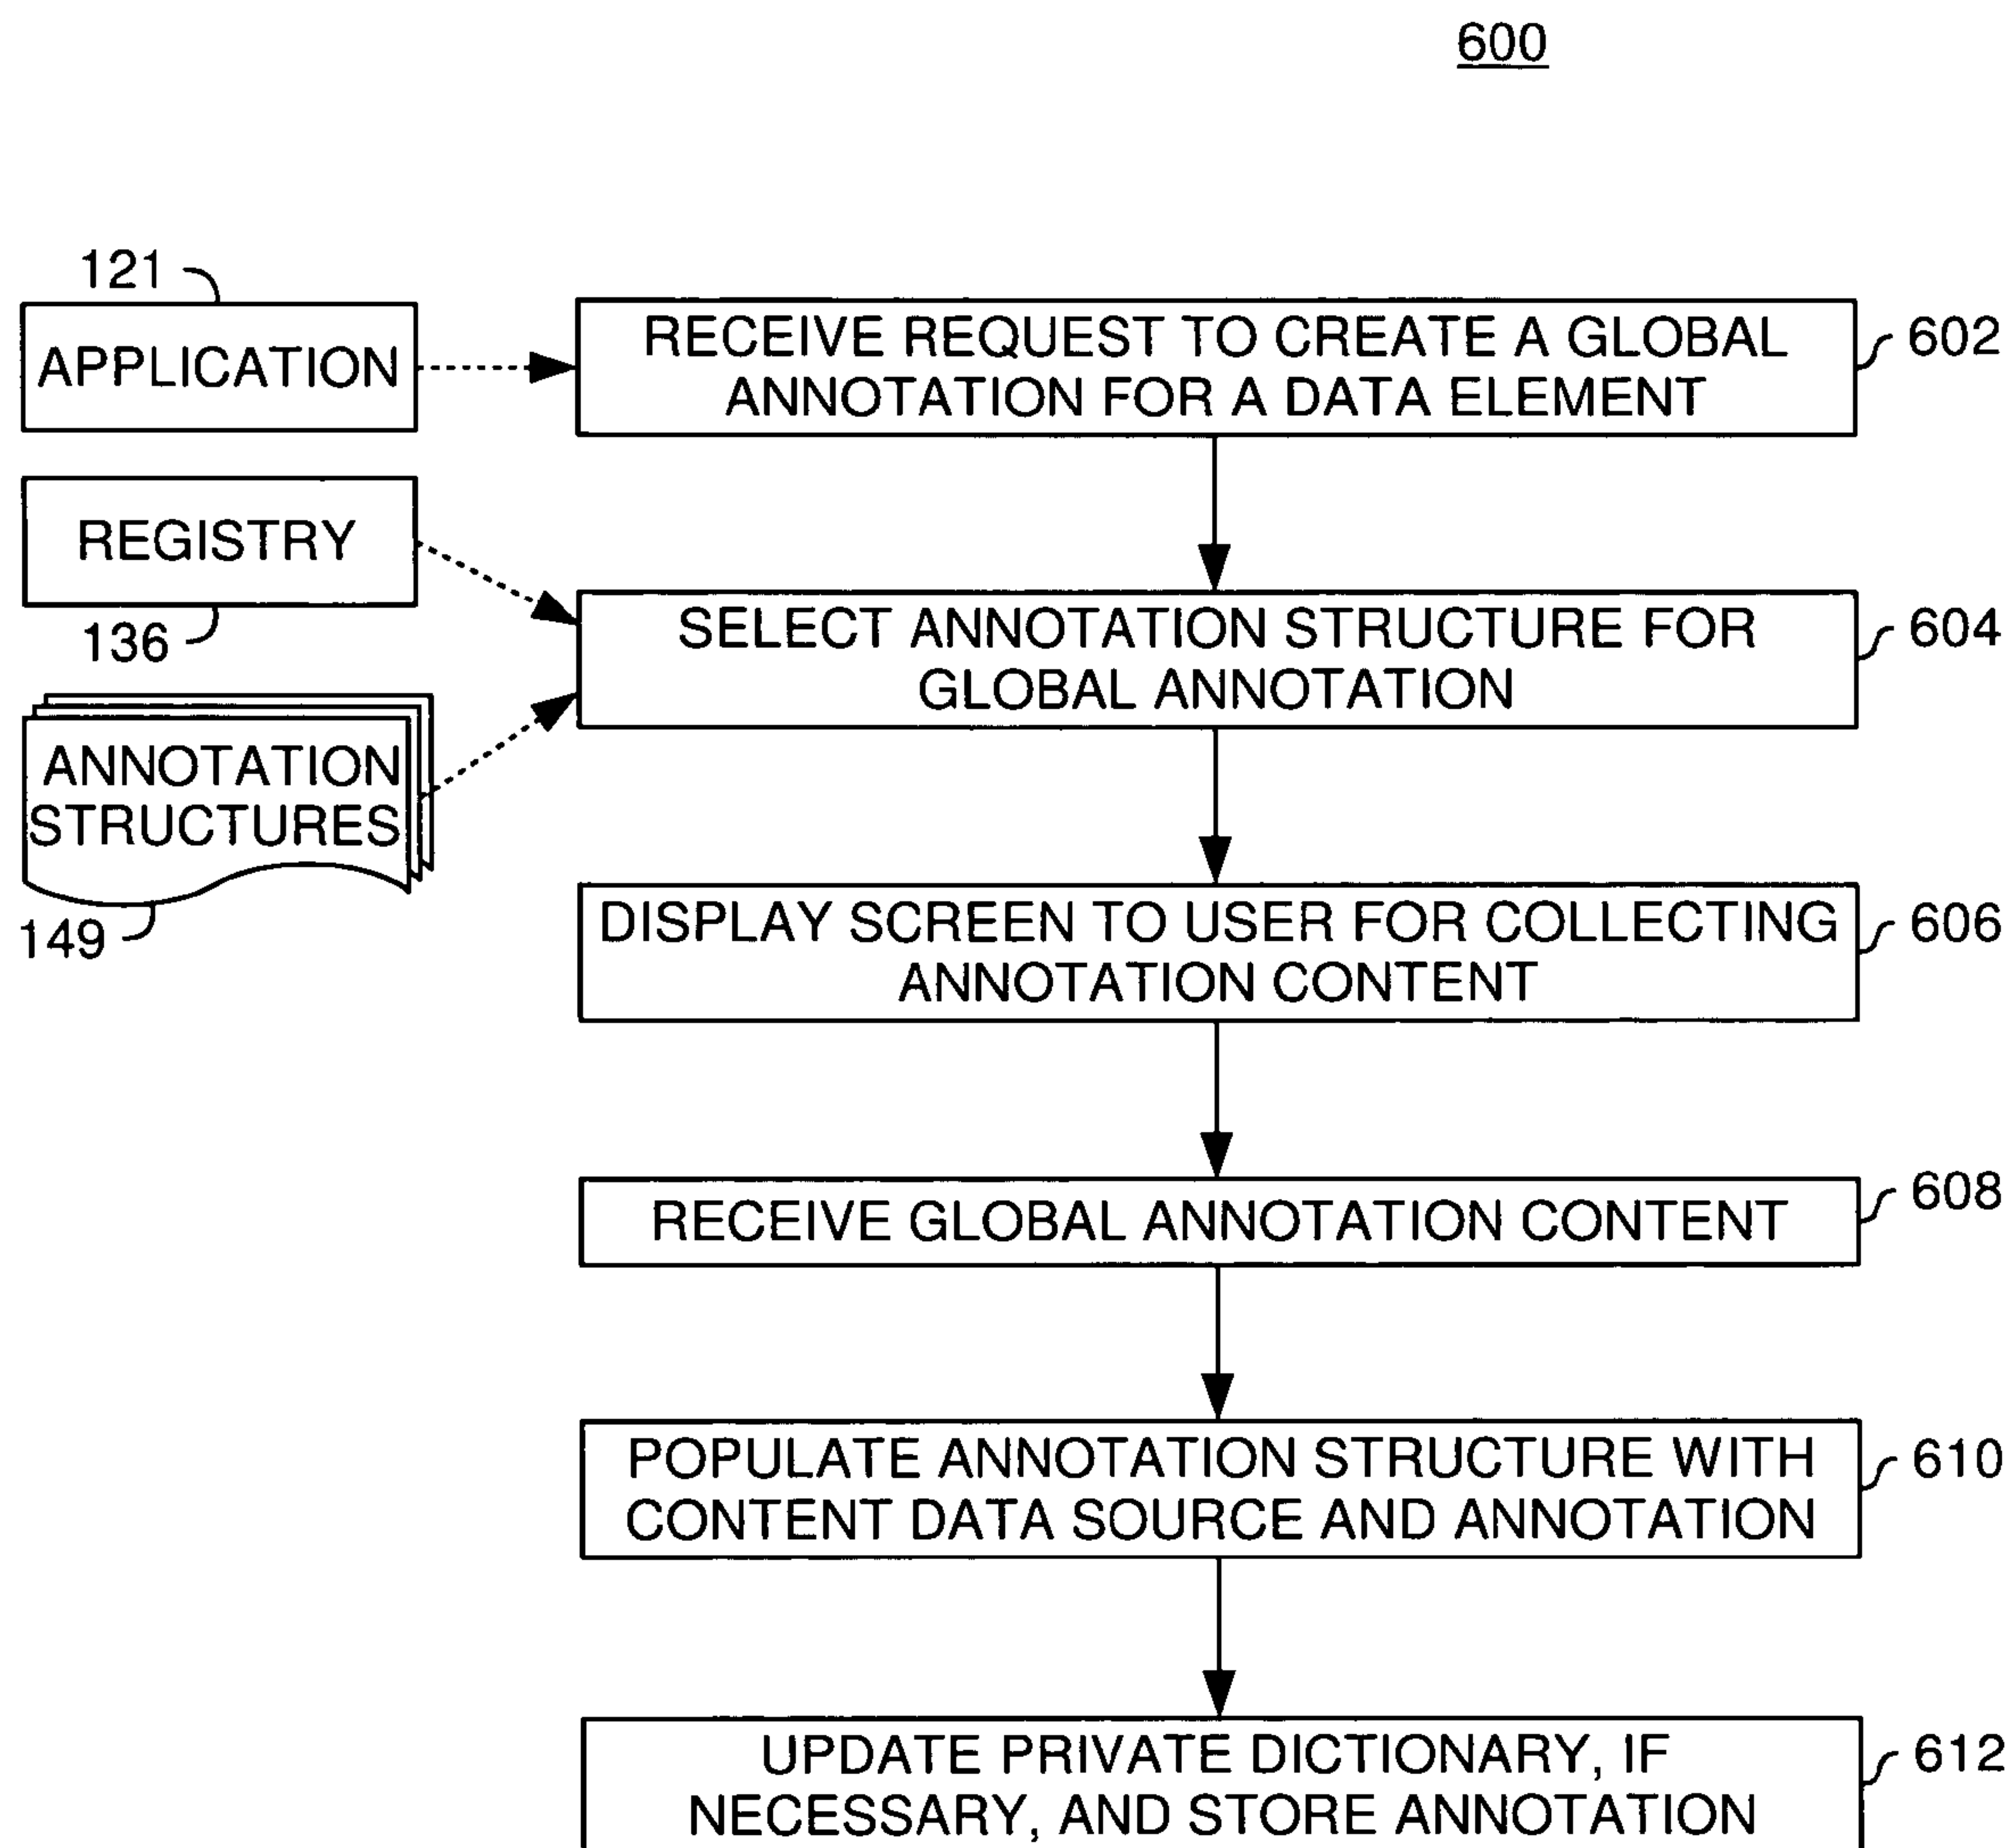 600
121
APPLICATION
RECEIVE REQUEST TO CREATE A GLOBAL
ANNOTATION FOR A DATA ELEMENT
602
REGISTRY
136
SELECT ANNOTATION STRUCTURE FOR
GLOBAL ANNOTATION
604
ANNOTATION
STRUCTURES
149
DISPLAY SCREEN TO USER FOR COLLECTING
ANNOTATION CONTENT
606
RECEIVE GLOBAL ANNOTATION CONTENT
608
POPULATE ANNOTATION STRUCTURE WITH
CONTENT DATA SOURCE AND ANNOTATION
610
UPDATE PRIVATE DICTIONARY, IF
NECESSARY, AND STORE ANNOTATION
612